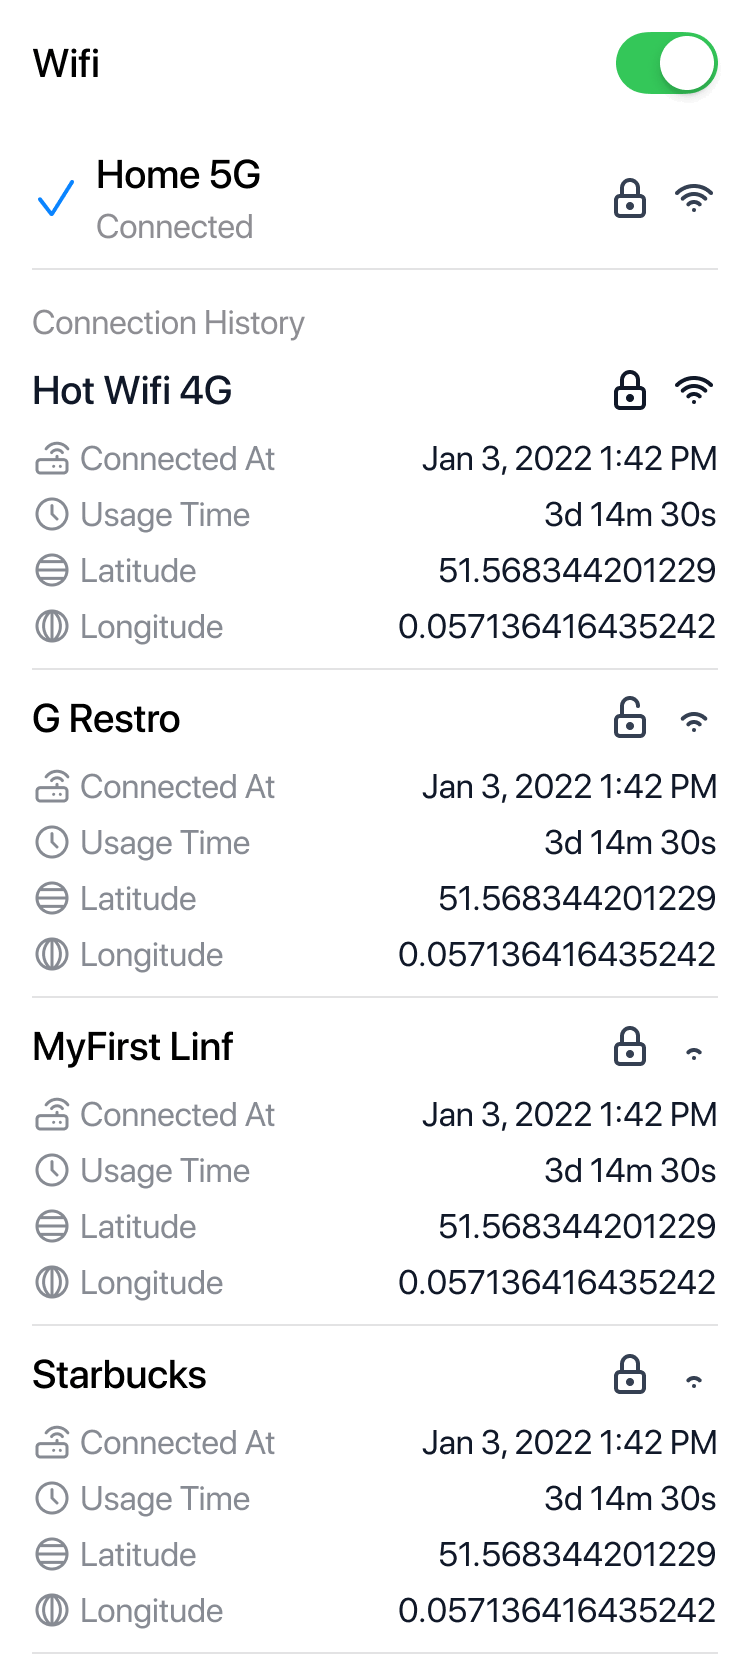 Wifi
Home 5G
Connected
Connection History
Hot Wifi 4G
Connected At Jan 3, 2022 1:42 PM
Usage Time 3d 14m 30s
Latitude 51.568344201229
Longitude 0.057136416435242
G Restro
Connected At Jan 3, 2022 1:42 PM
Usage Time 3d 14m 30s
Latitude 51.568344201229
Longitude 0.057136416435242
MyFirst Linf
Connected At Jan 3, 2022 1:42 PM
Usage Time 3d 14m 30s
Latitude 51.568344201229
Longitude 0.057136416435242
Starbucks
Connected At Jan 3, 2022 1:42 PM
Usage Time 3d 14m 30s
Latitude 51.568344201229
Longitude 0.057136416435242